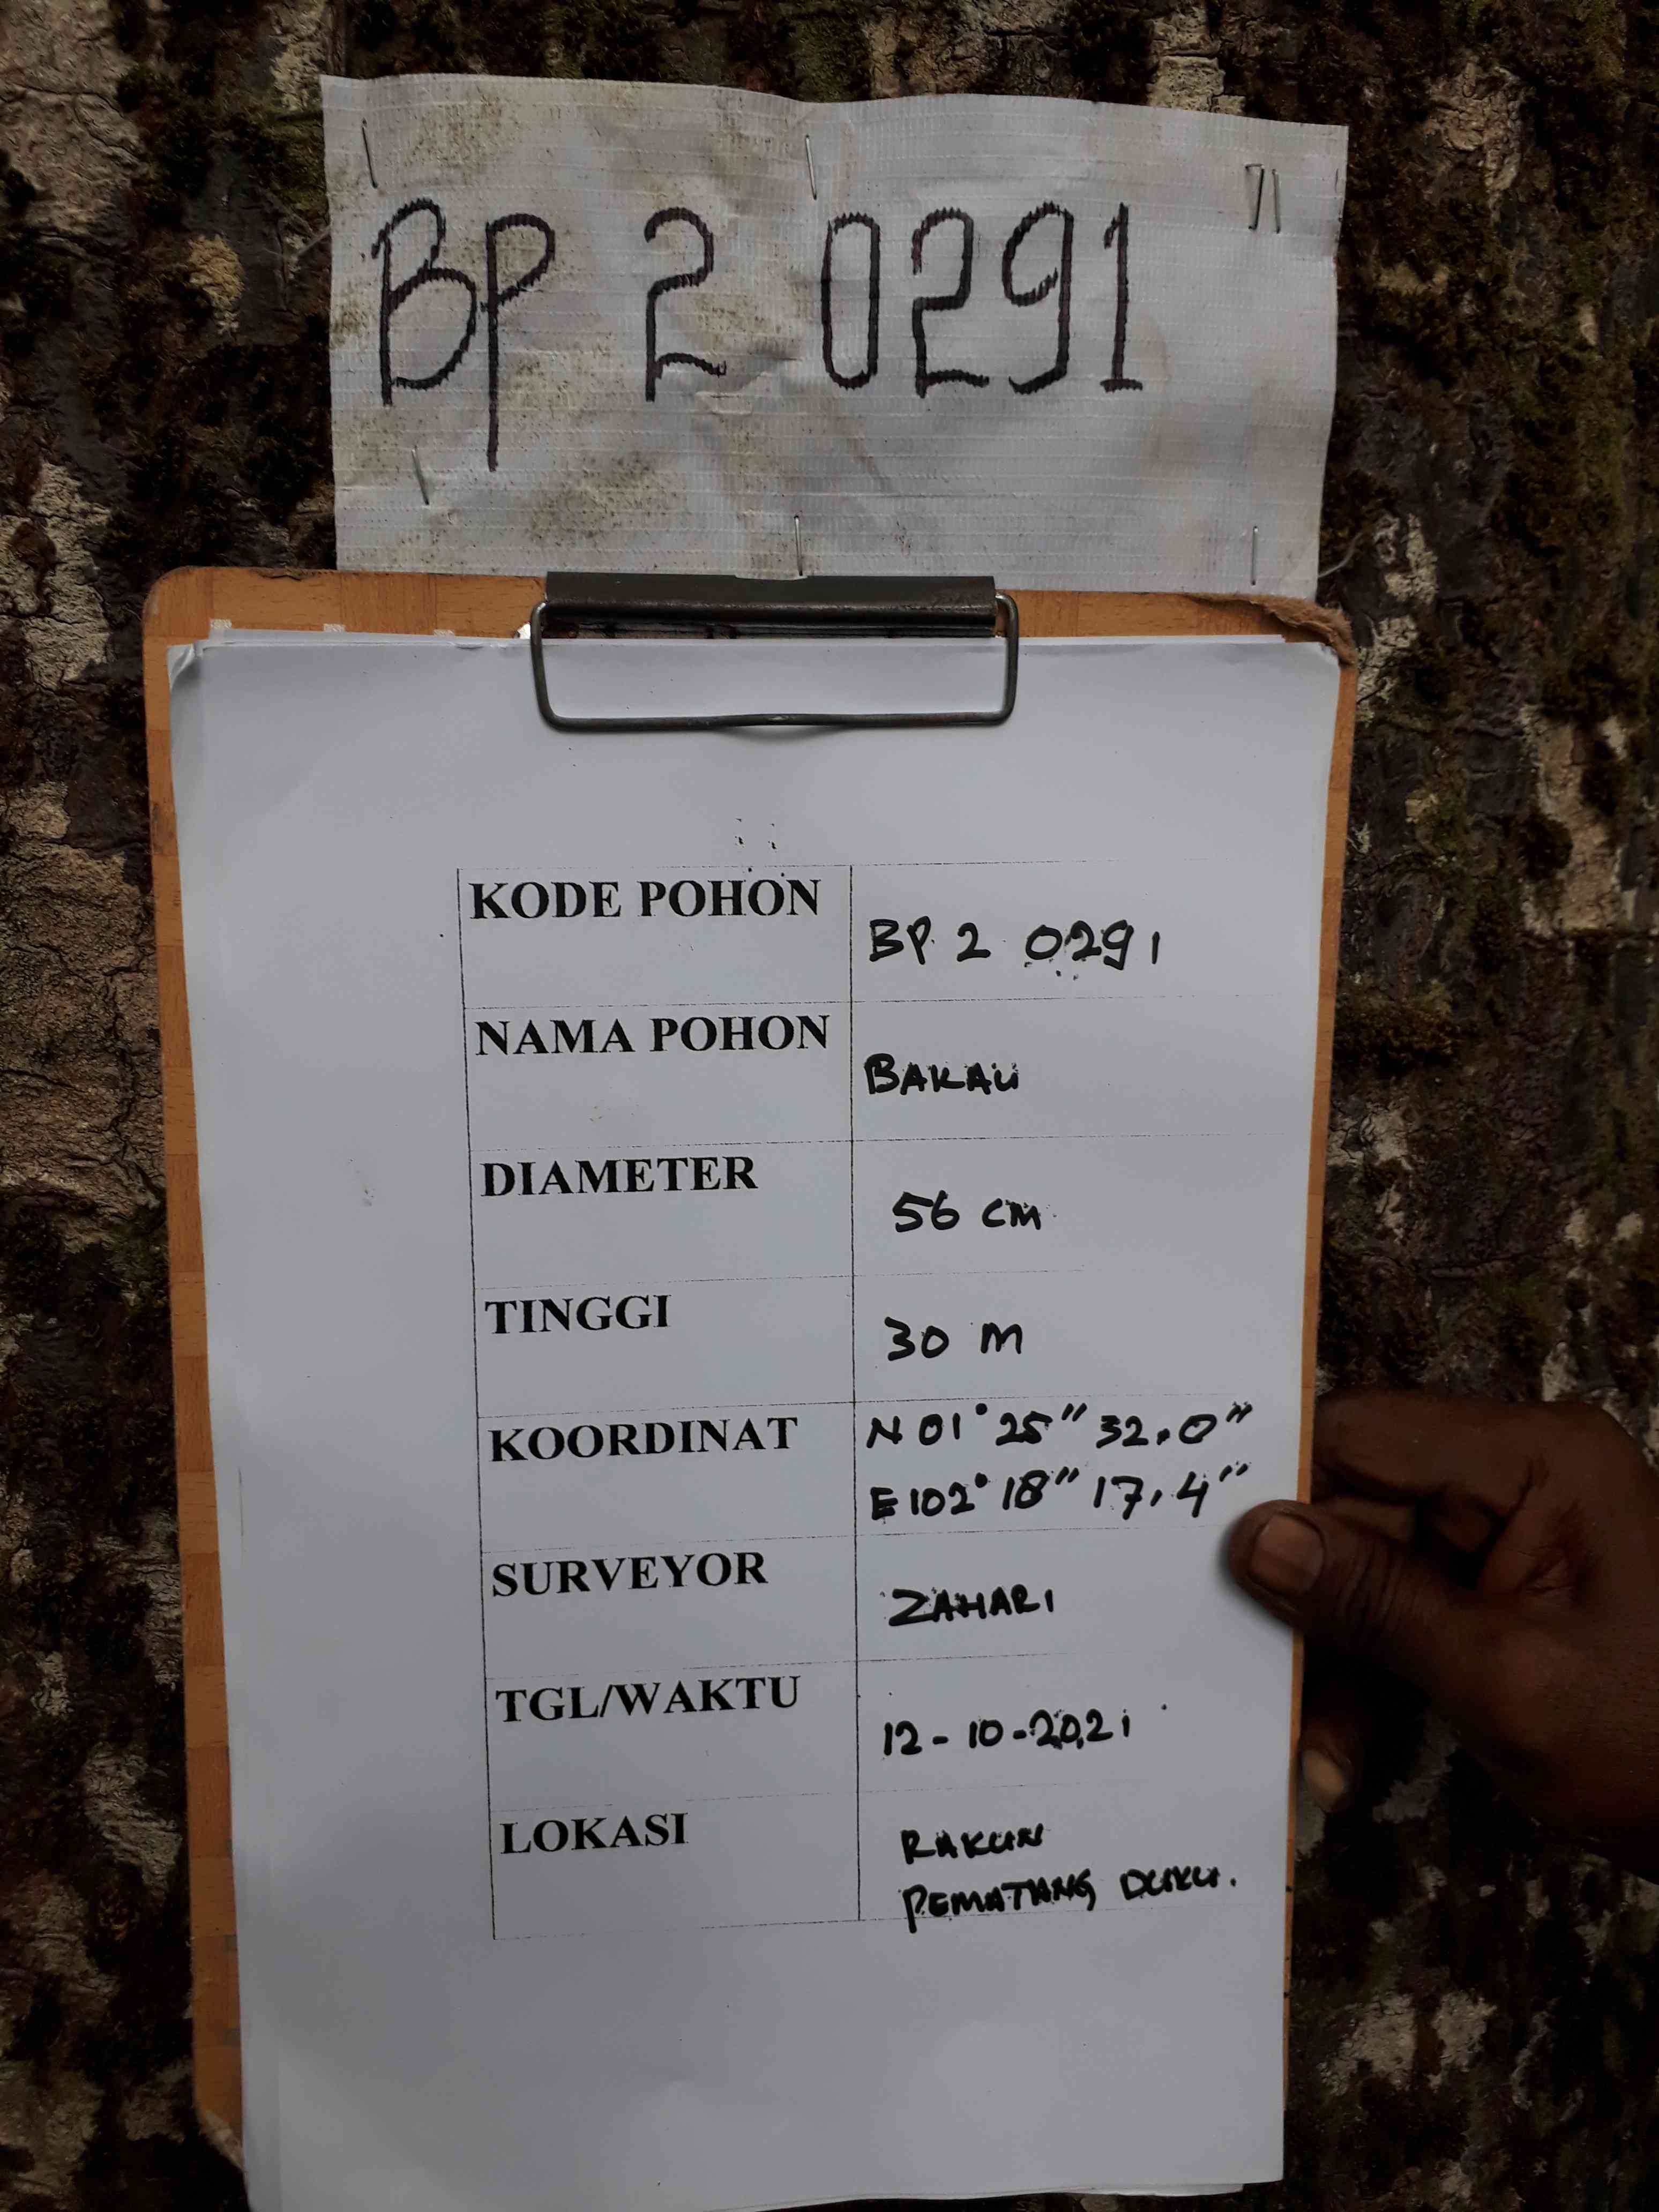 BP 2 0291
KODE POHON BP 2 0291
NAMA POHON BAKAU
DIAMETER 56 CM
TINGGI 30 M
KOORDINAT N 01° 25" 32,0"
E 102° 18" 17,4"
SURVEYOR ZAHARI
TGL/WAKTU 12-10-2021
LOKASI RAKUN
PEMATANG DUKU.